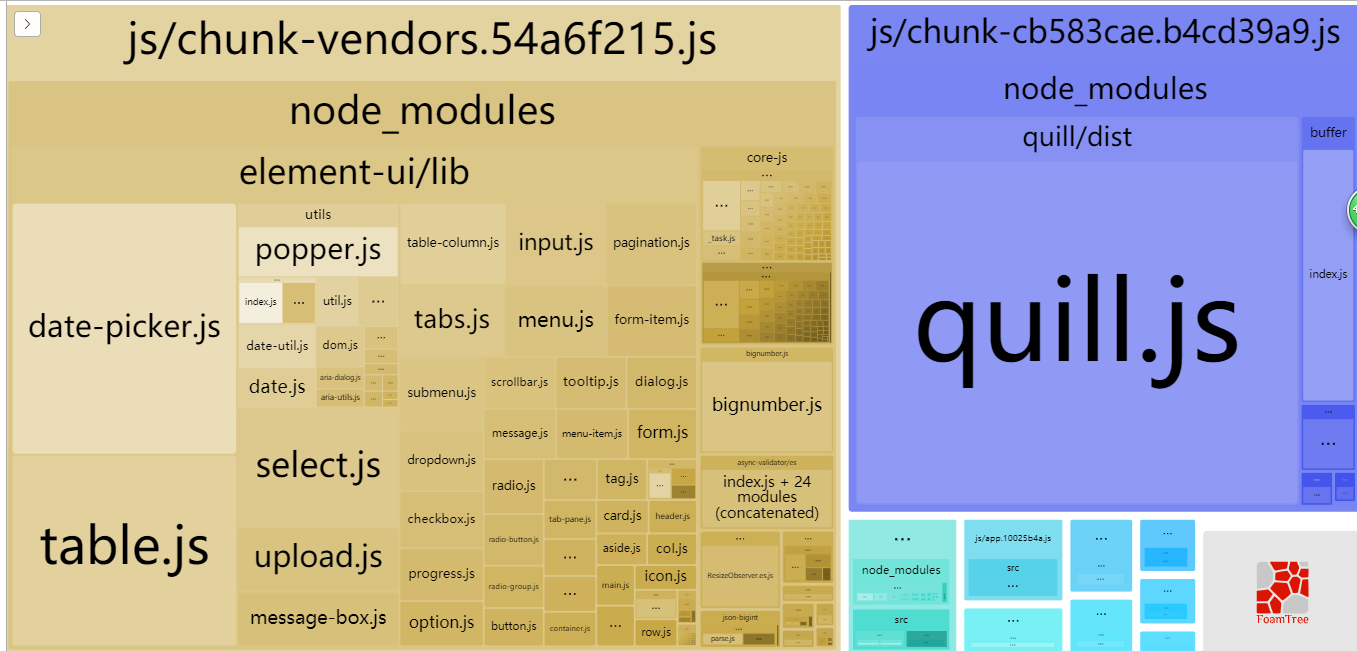 js/chunk-vendors.54a6f215.js
node_modules
element-ui/lib
date-picker.js
table.js
utils
popper.js
...
index.js
...
util.js
...
date-util.js
dom.js
...
...
date.js
aria-dialog.js
aria-utils.js
select.js
upload.js
message-box.js
table-column.js
input.js
pagination.js
tabs.js
menu.js
form-item.js
submenu.js
scrollbar.js
tooltip.js
dialog.js
message.js
menu-item.js
form.js
dropdown.js
radio.js
...
tag.js
checkbox.js
radio-button.js
tab-pane.js
card.js
header.js
...
aside.js
col.js
progress.js
radio-group.js
...
main.js
icon.js
option.js
button.js
container.js
...
row.js
core-js
...
...
_task.js
...
...
...
bignumber.js
bignumber.js
async-validator/es
index.js + 24
modules
(concatenated)
...
ResizeObserver.es.js
json-bigint
parse.js
js/chunk-cb583cae.b4cd39a9.js
node_modules
quill/dist
quill.js
buffer
index.js
...
...
...
node_modules
...
src
js/app.10025b4a.js
src
...
...
...
...
...
...
...
FoamTree